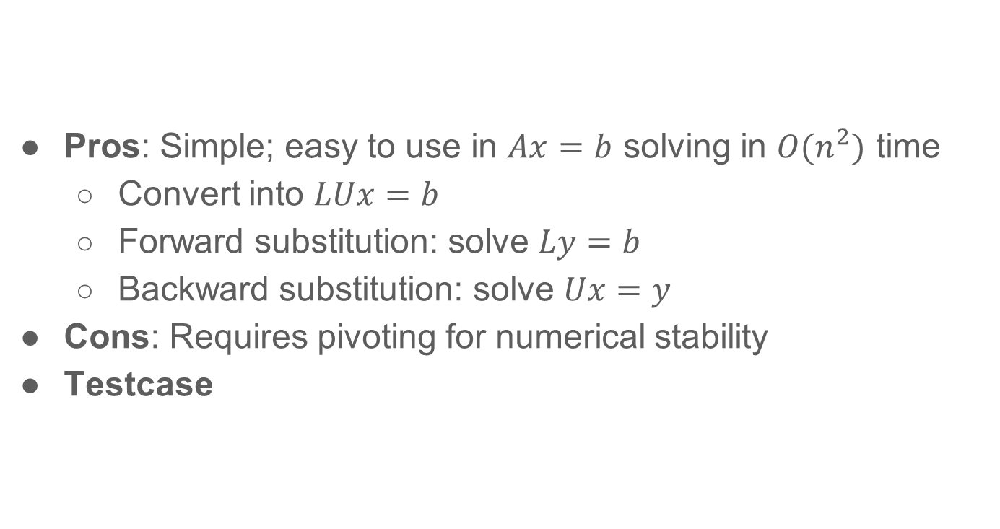 ● Pros: Simple; easy to use in 𝐴𝑥 = 𝑏 solving in 𝑂(𝑛²) time
○ Convert into 𝐿𝑈𝑥 = 𝑏
○ Forward substitution: solve 𝐿𝑦 = 𝑏
○ Backward substitution: solve 𝑈𝑥 = 𝑦
● Cons: Requires pivoting for numerical stability
● Testcase